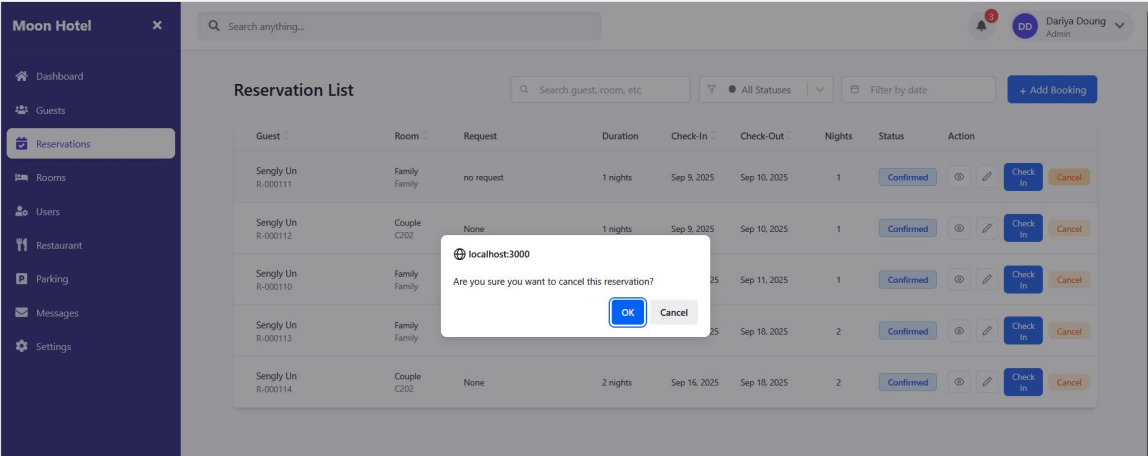 Moon Hotel
Search anything...
3
DD
Dariya Doung
Admin
Dashboard
Guests
Reservations
Rooms
Users
Restaurant
Parking
Messages
Settings
Reservation List
Search guest, room, etc
All Statuses
Filter by date
+ Add Booking
Guest Room Request Duration Check-In Check-Out Nights Status Action
Sengly Un Family no request 1 nights Sep 9, 2025 Sep 10, 2025 1 Confirmed Check In Cancel
R-000111 Family
Sengly Un Couple None 1 nights Sep 9, 2025 Sep 10, 2025 1 Confirmed Check In Cancel
R-000112 C202
Sengly Un Family 25 Sep 11, 2025 1 Confirmed Check In Cancel
R-000110 Family
Sengly Un Family 25 Sep 18, 2025 2 Confirmed Check In Cancel
R-000113 Family
Sengly Un Couple None 2 nights Sep 16, 2025 Sep 18, 2025 2 Confirmed Check In Cancel
R-000114 C202
localhost:3000
Are you sure you want to cancel this reservation?
OK Cancel